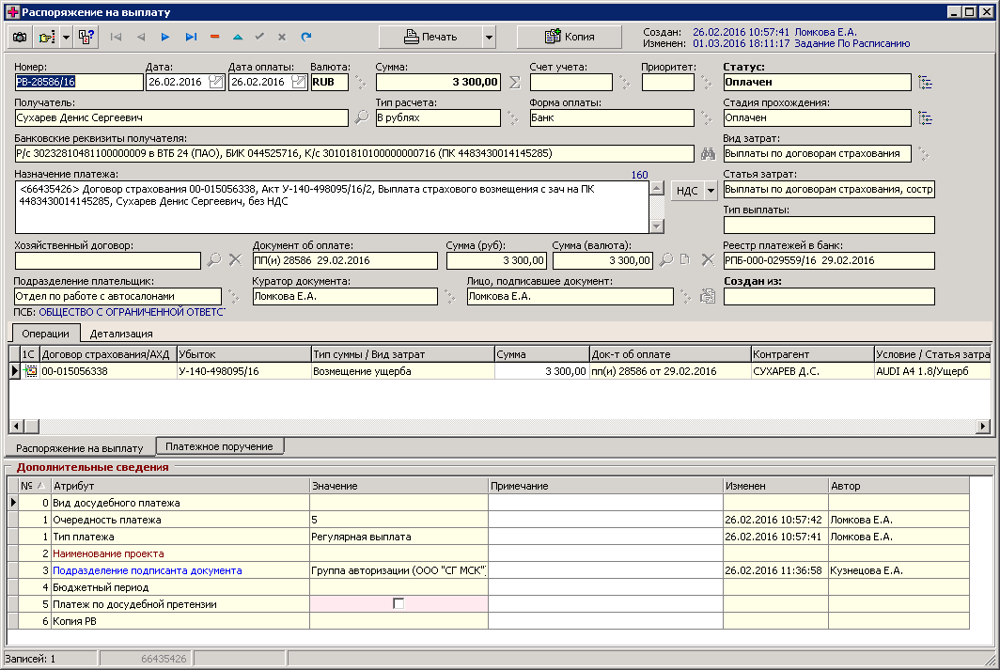 Распоряжение на выплату
Печать
Копия
Создан: 26.02.2016 10:57:41 Ломкова Е.А.
Изменен: 01.03.2016 18:11:17 Задание По Расписанию
Номер: Дата: Дата оплаты: Валюта: Сумма: Счет учета: Приоритет: Статус:
РВ-28586/16 26.02.2016 26.02.2016 RUB 3 300,00 Оплачен
Получатель: Тип расчета: Форма оплаты: Стадия прохождения:
Сухарев Денис Сергеевич В рублях Банк Оплачен
Банковские реквизиты получателя: Вид затрат:
Р/с 30232810481100000009 в ВТБ 24 (ПАО), БИК 044525716, К/с 30101810100000000716 (ПК 4483430014145285) Выплаты по договорам страхования
Назначение платежа: 160 Статья затрат:
<66435426> Договор страхования 00-015056338, Акт У-140-498095/16/2, Выплата страхового возмещения с зач на ПК НДС Выплаты по договорам страхования, состр
4483430014145285, Сухарев Денис Сергеевич, без НДС
Тип выплаты:
Хозяйственный договор: Документ об оплате: Сумма (руб): Сумма (валюта): Реестр платежей в банк:
ПП(и) 28586 29.02.2016 3 300,00 3 300,00 РПБ-000-029559/16 29.02.2016
Подразделение плательщик: Куратор документа: Лицо, подписавшее документ: Создан из:
Отдел по работе с автосалонами Ломкова Е.А. Ломкова Е.А.
ПСБ: ОБЩЕСТВО С ОГРАНИЧЕННОЙ ОТВЕТС
Операции Детализация
1С Договор страхования/АХД Убыток Тип суммы / Вид затрат Сумма Док-т об оплате Контрагент Условие / Статья затра
00-015056338 У-140-498095/16 Возмещение ущерба 3 300,00 пп(и) 28586 от 29.02.2016 СУХАРЕВ Д.С. AUDI A4 1.8/Ущерб
Распоряжение на выплату Платежное поручение
Дополнительные сведения
№ Атрибут Значение Примечание Изменен Автор
0 Вид досудебного платежа
1 Очередность платежа 5 26.02.2016 10:57:42 Ломкова Е.А.
1 Тип платежа Регулярная выплата 26.02.2016 10:57:41 Ломкова Е.А.
2 Наименование проекта
3 Подразделение подписанта документа Группа авторизации (ООО "СГ МСК") 26.02.2016 11:36:58 Кузнецова Е.А.
4 Бюджетный период
5 Платеж по досудебной претензии
6 Копия РВ
Записей: 1 66435426